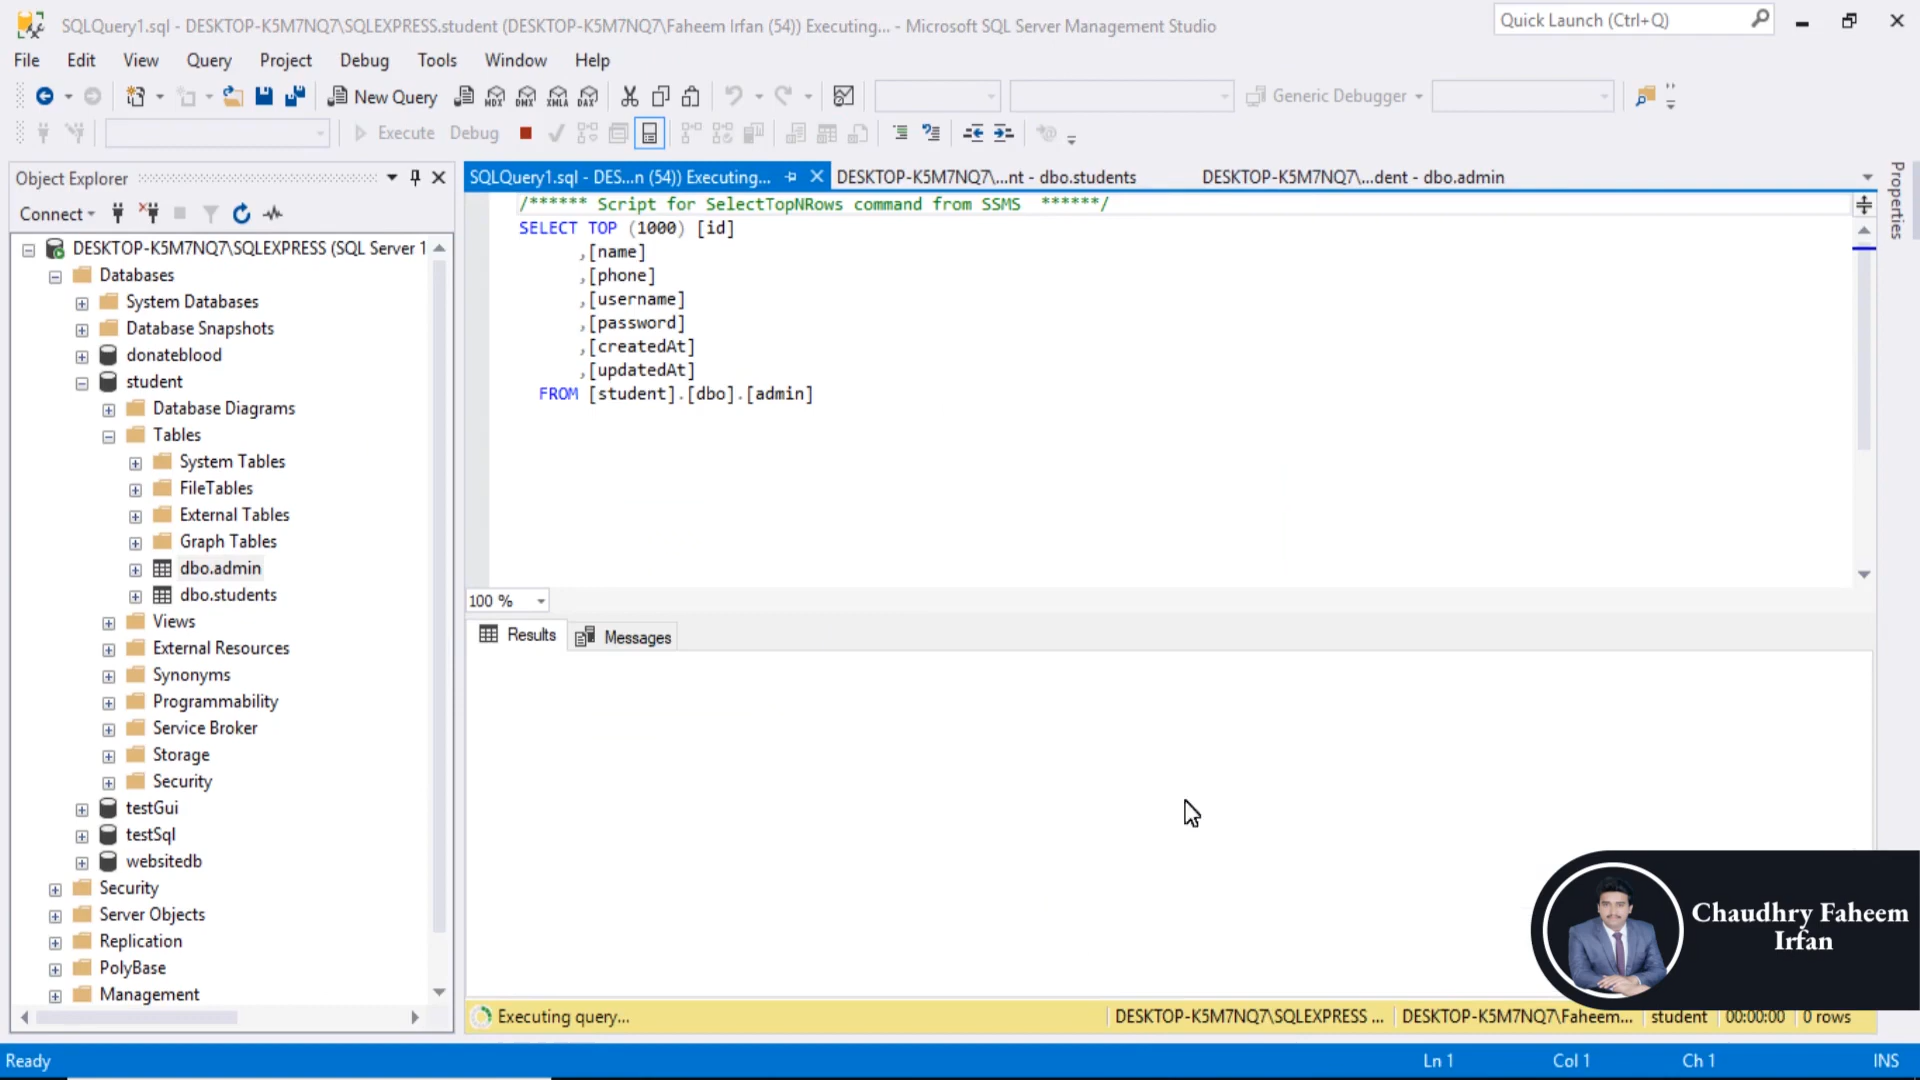 SQLQuery1.sql - DESKTOP-K5M7NQ7\SQLEXPRESS.student (DESKTOP-K5M7NQ7\Faheem Irfan (54)) Executing... - Microsoft SQL Server Management Studio
Quick Launch (Ctrl+Q)
File Edit View Query Project Debug Tools Window Help
New Query
MDX DMX XMLA DAX
Generic Debugger
Execute Debug
Object Explorer
Connect
DESKTOP-K5M7NQ7\SQLEXPRESS (SQL Server 1
Databases
System Databases
Database Snapshots
donateblood
student
Database Diagrams
Tables
System Tables
FileTables
External Tables
Graph Tables
dbo.admin
dbo.students
Views
External Resources
Synonyms
Programmability
Service Broker
Storage
Security
testGui
testSql
websitedb
Security
Server Objects
Replication
PolyBase
Management
SQLQuery1.sql - DES...n (54)) Executing...
DESKTOP-K5M7NQ7\...nt - dbo.students
DESKTOP-K5M7NQ7\...dent - dbo.admin
Properties
/****** Script for SelectTopNRows command from SSMS  ******/
SELECT TOP (1000) [id]
,[name]
,[phone]
,[username]
,[password]
,[createdAt]
,[updatedAt]
FROM [student].[dbo].[admin]
100 %
Results Messages
Chaudhry Faheem
Irfan
Executing query...
DESKTOP-K5M7NQ7\SQLEXPRESS ...
DESKTOP-K5M7NQ7\Faheem...
student
00:00:00
0 rows
Ready
Ln 1
Col 1
Ch 1
INS